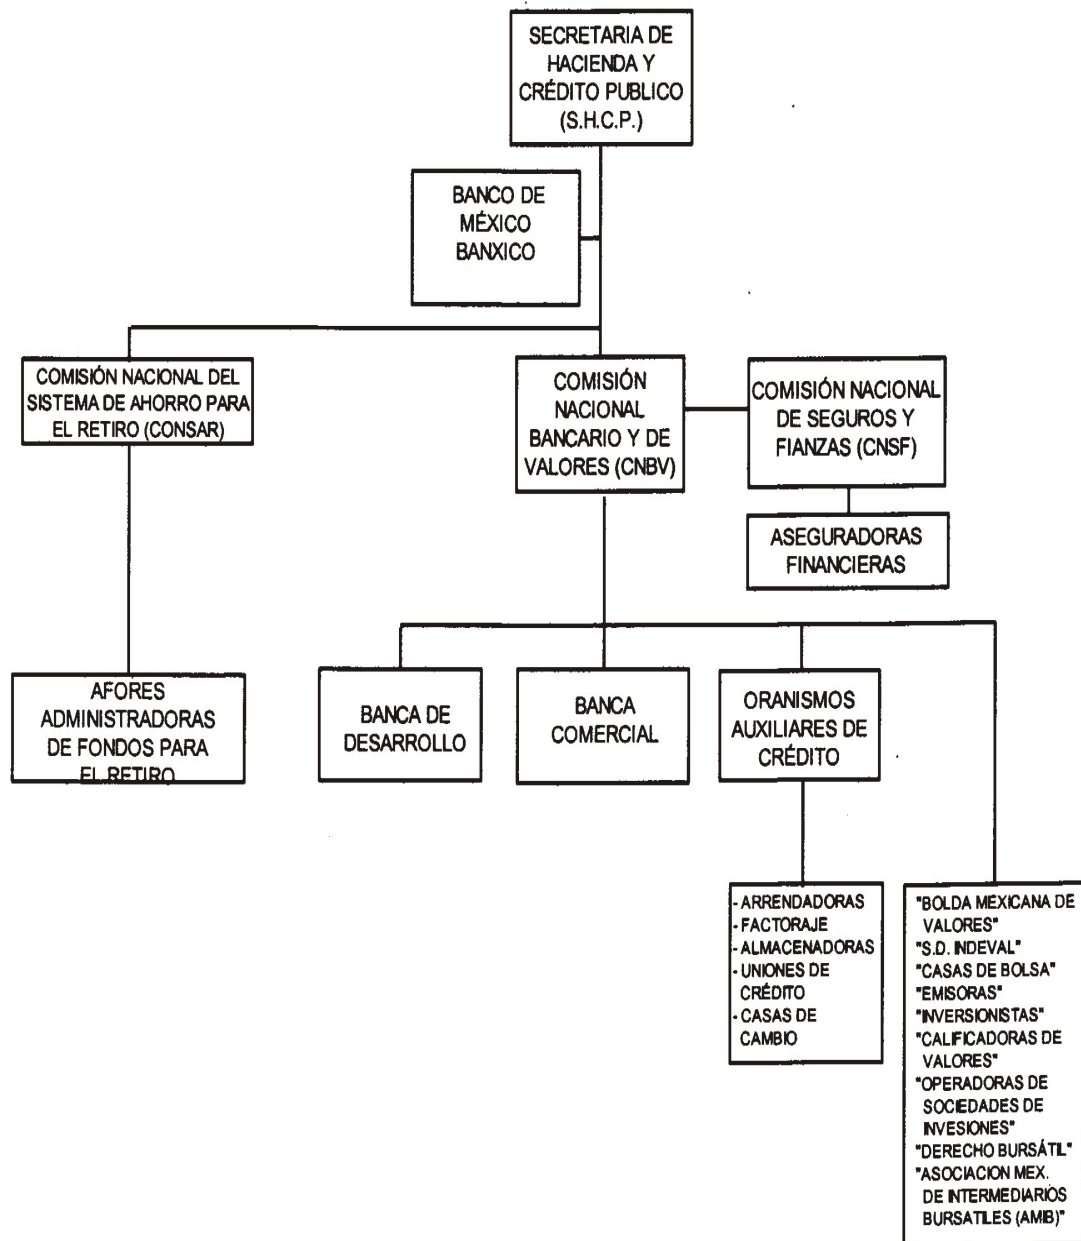 SECRETARIA DE
HACIENDA Y
CRÉDITO PUBLICO
(S.H.C.P.)
BANCO DE
MÉXICO
BANXICO
COMISIÓN NACIONAL DEL
SISTEMA DE AHORRO PARA
EL RETIRO (CONSAR)
COMISIÓN
NACIONAL
BANCARIO Y DE
VALORES (CNBV)
COMISIÓN NACIONAL
DE SEGUROS Y
FIANZAS (CNSF)
ASEGURADORAS
FINANCIERAS
AFORES
ADMINISTRADORAS
DE FONDOS PARA
EL RETIRO
BANCA DE
DESARROLLO
BANCA
COMERCIAL
ORANISMOS
AUXILIARES DE
CRÉDITO
- ARRENDADORAS
- FACTORAJE
- ALMACENADORAS
- UNIONES DE
CRÉDITO
- CASAS DE
CAMBIO
"BOLDA MEXICANA DE
VALORES"
"S.D. INDEVAL"
"CASAS DE BOLSA"
"EMISORAS"
"INVERSIONISTAS"
"CALIFICADORAS DE
VALORES"
"OPERADORAS DE
SOCIEDADES DE
INVESIONES"
"DERECHO BURSÁTIL"
"ASOCIACION MEX.
DE INTERMEDIARIOS
BURSATILES (AMIB)"